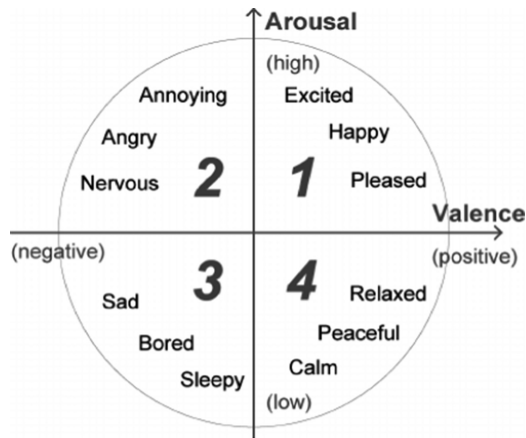 Arousal
(high)
Annoying
Excited
Angry
Happy
Nervous
2
1
Pleased
Valence
(negative)
(positive)
3
4
Sad
Relaxed
Bored
Peaceful
Sleepy
Calm
(low)